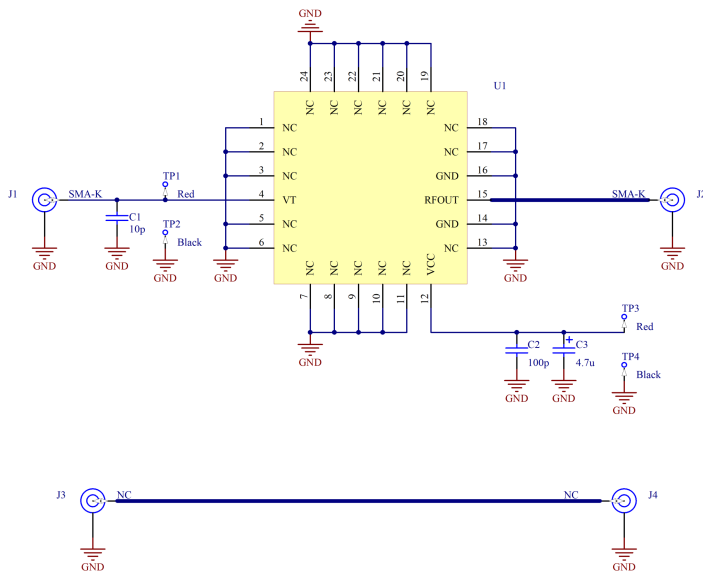 GND
24
23
22
21
20
19
U1
NC
NC
NC
NC
NC
NC
1
NC
NC
18
2
NC
NC
17
3
NC
GND
16
J1
SMA-K
TP1
Red
4
VT
RFOUT
15
SMA-K
J2
C1
10p
TP2
Black
5
NC
GND
14
6
NC
NC
13
GND
GND
GND
GND
GND
GND
GND
NC
NC
NC
NC
NC
VCC
7
8
9
10
11
12
GND
TP3
Red
C2
100p
C3
4.7u
TP4
Black
GND
GND
GND
J3
NC
NC
J4
GND
GND